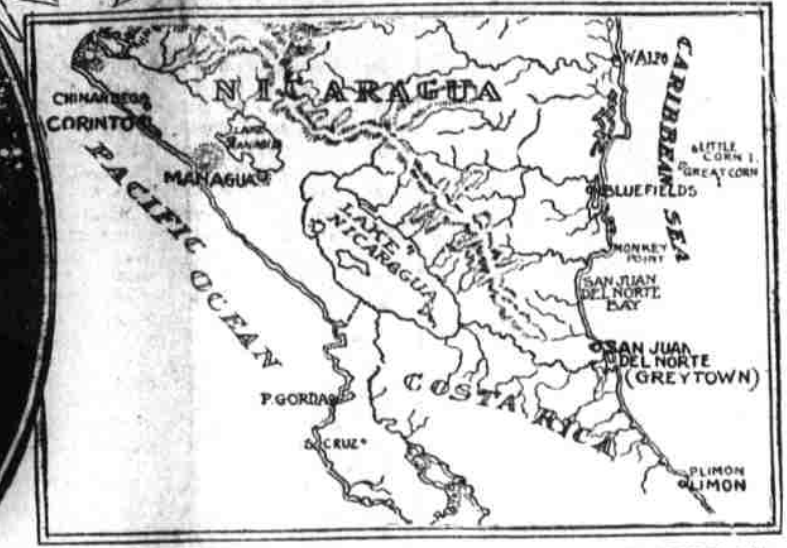 NICARAGUA
WALPO
CARIBBEAN SEA
CHINANDEGA
CORINTO
LAKE
MANAGUA
LITTLE
CORN I.
GREAT CORN
I
MANAGUA
BLUEFIELDS
PACIFIC OCEAN
LAKE
NICARAGUA
MONKEY
POINT
SAN JUAN
DEL NORTE
BAY
SAN JUAN
DEL NORTE
(GREYTOWN)
COSTA RICA
P. GORDA
S. CRUZ
P LIMON
LIMON